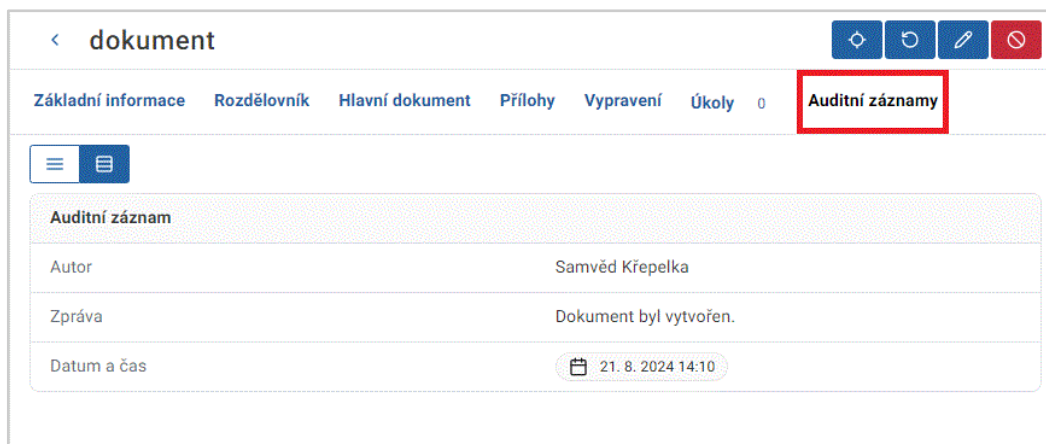 dokument
Základní informace Rozdělovník Hlavní dokument Přílohy Vypravení Úkoly 0 Auditní záznamy
Auditní záznam
Autor Samvěd Křepelka
Zpráva Dokument byl vytvořen.
Datum a čas 21. 8. 2024 14:10